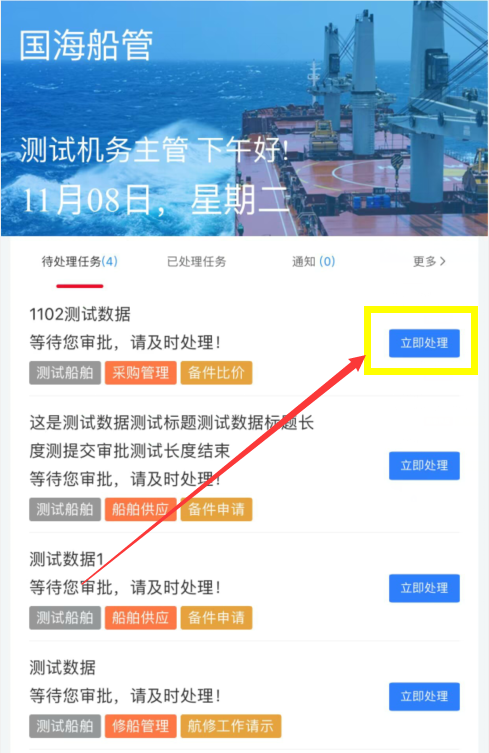 国海船管
测试机务主管 下午好!
11月08日，星期二
待处理任务(4) 已处理任务 通知 (0) 更多
1102测试数据
等待您审批，请及时处理！
立即处理
测试船舶 采购管理 备件比价
这是测试数据测试标题测试数据标题长
度测提交审批测试长度结束
等待您审批，请及时处理！
立即处理
测试船舶 船舶供应 备件申请
测试数据1
等待您审批，请及时处理！
立即处理
测试船舶 船舶供应 备件申请
测试数据
等待您审批，请及时处理！
立即处理
测试船舶 修船管理 航修工作请示